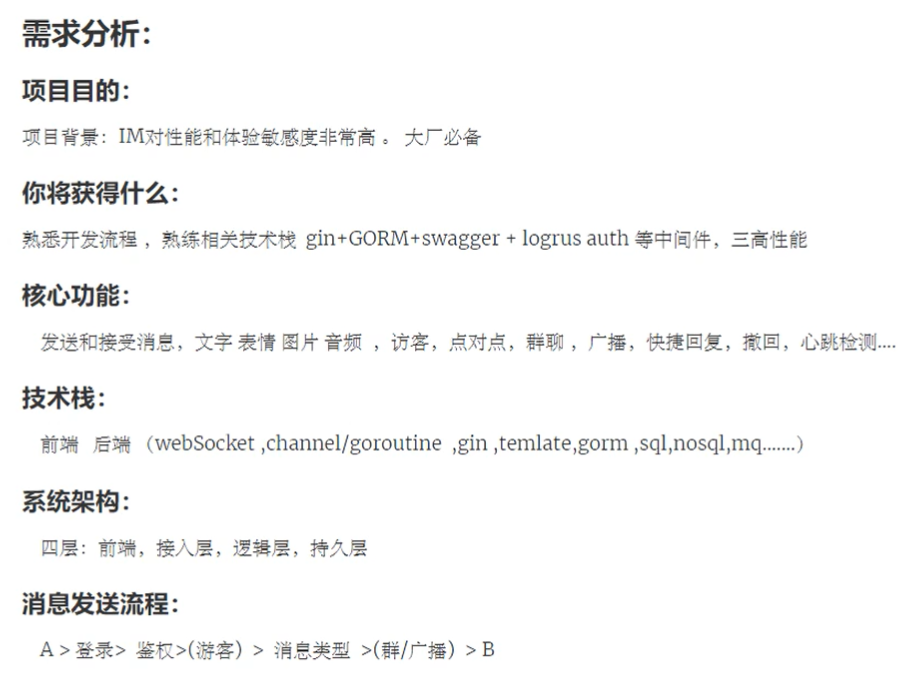 需求分析：
项目目的：
项目背景：IM对性能和体验敏感度非常高 。 大厂必备
你将获得什么：
熟悉开发流程 ，熟练相关技术栈 gin+GORM+swagger + logrus auth 等中间件，三高性能
核心功能：
发送和接受消息，文字 表情 图片 音频 ，访客，点对点，群聊 ，广播，快捷回复，撤回，心跳检测....
技术栈：
前端 后端 （webSocket ,channel/goroutine ,gin ,temlate,gorm ,sql,nosql,mq.......）
系统架构：
四层：前端，接入层，逻辑层，持久层
消息发送流程：
A > 登录> 鉴权>(游客) > 消息类型 >(群/广播) > B